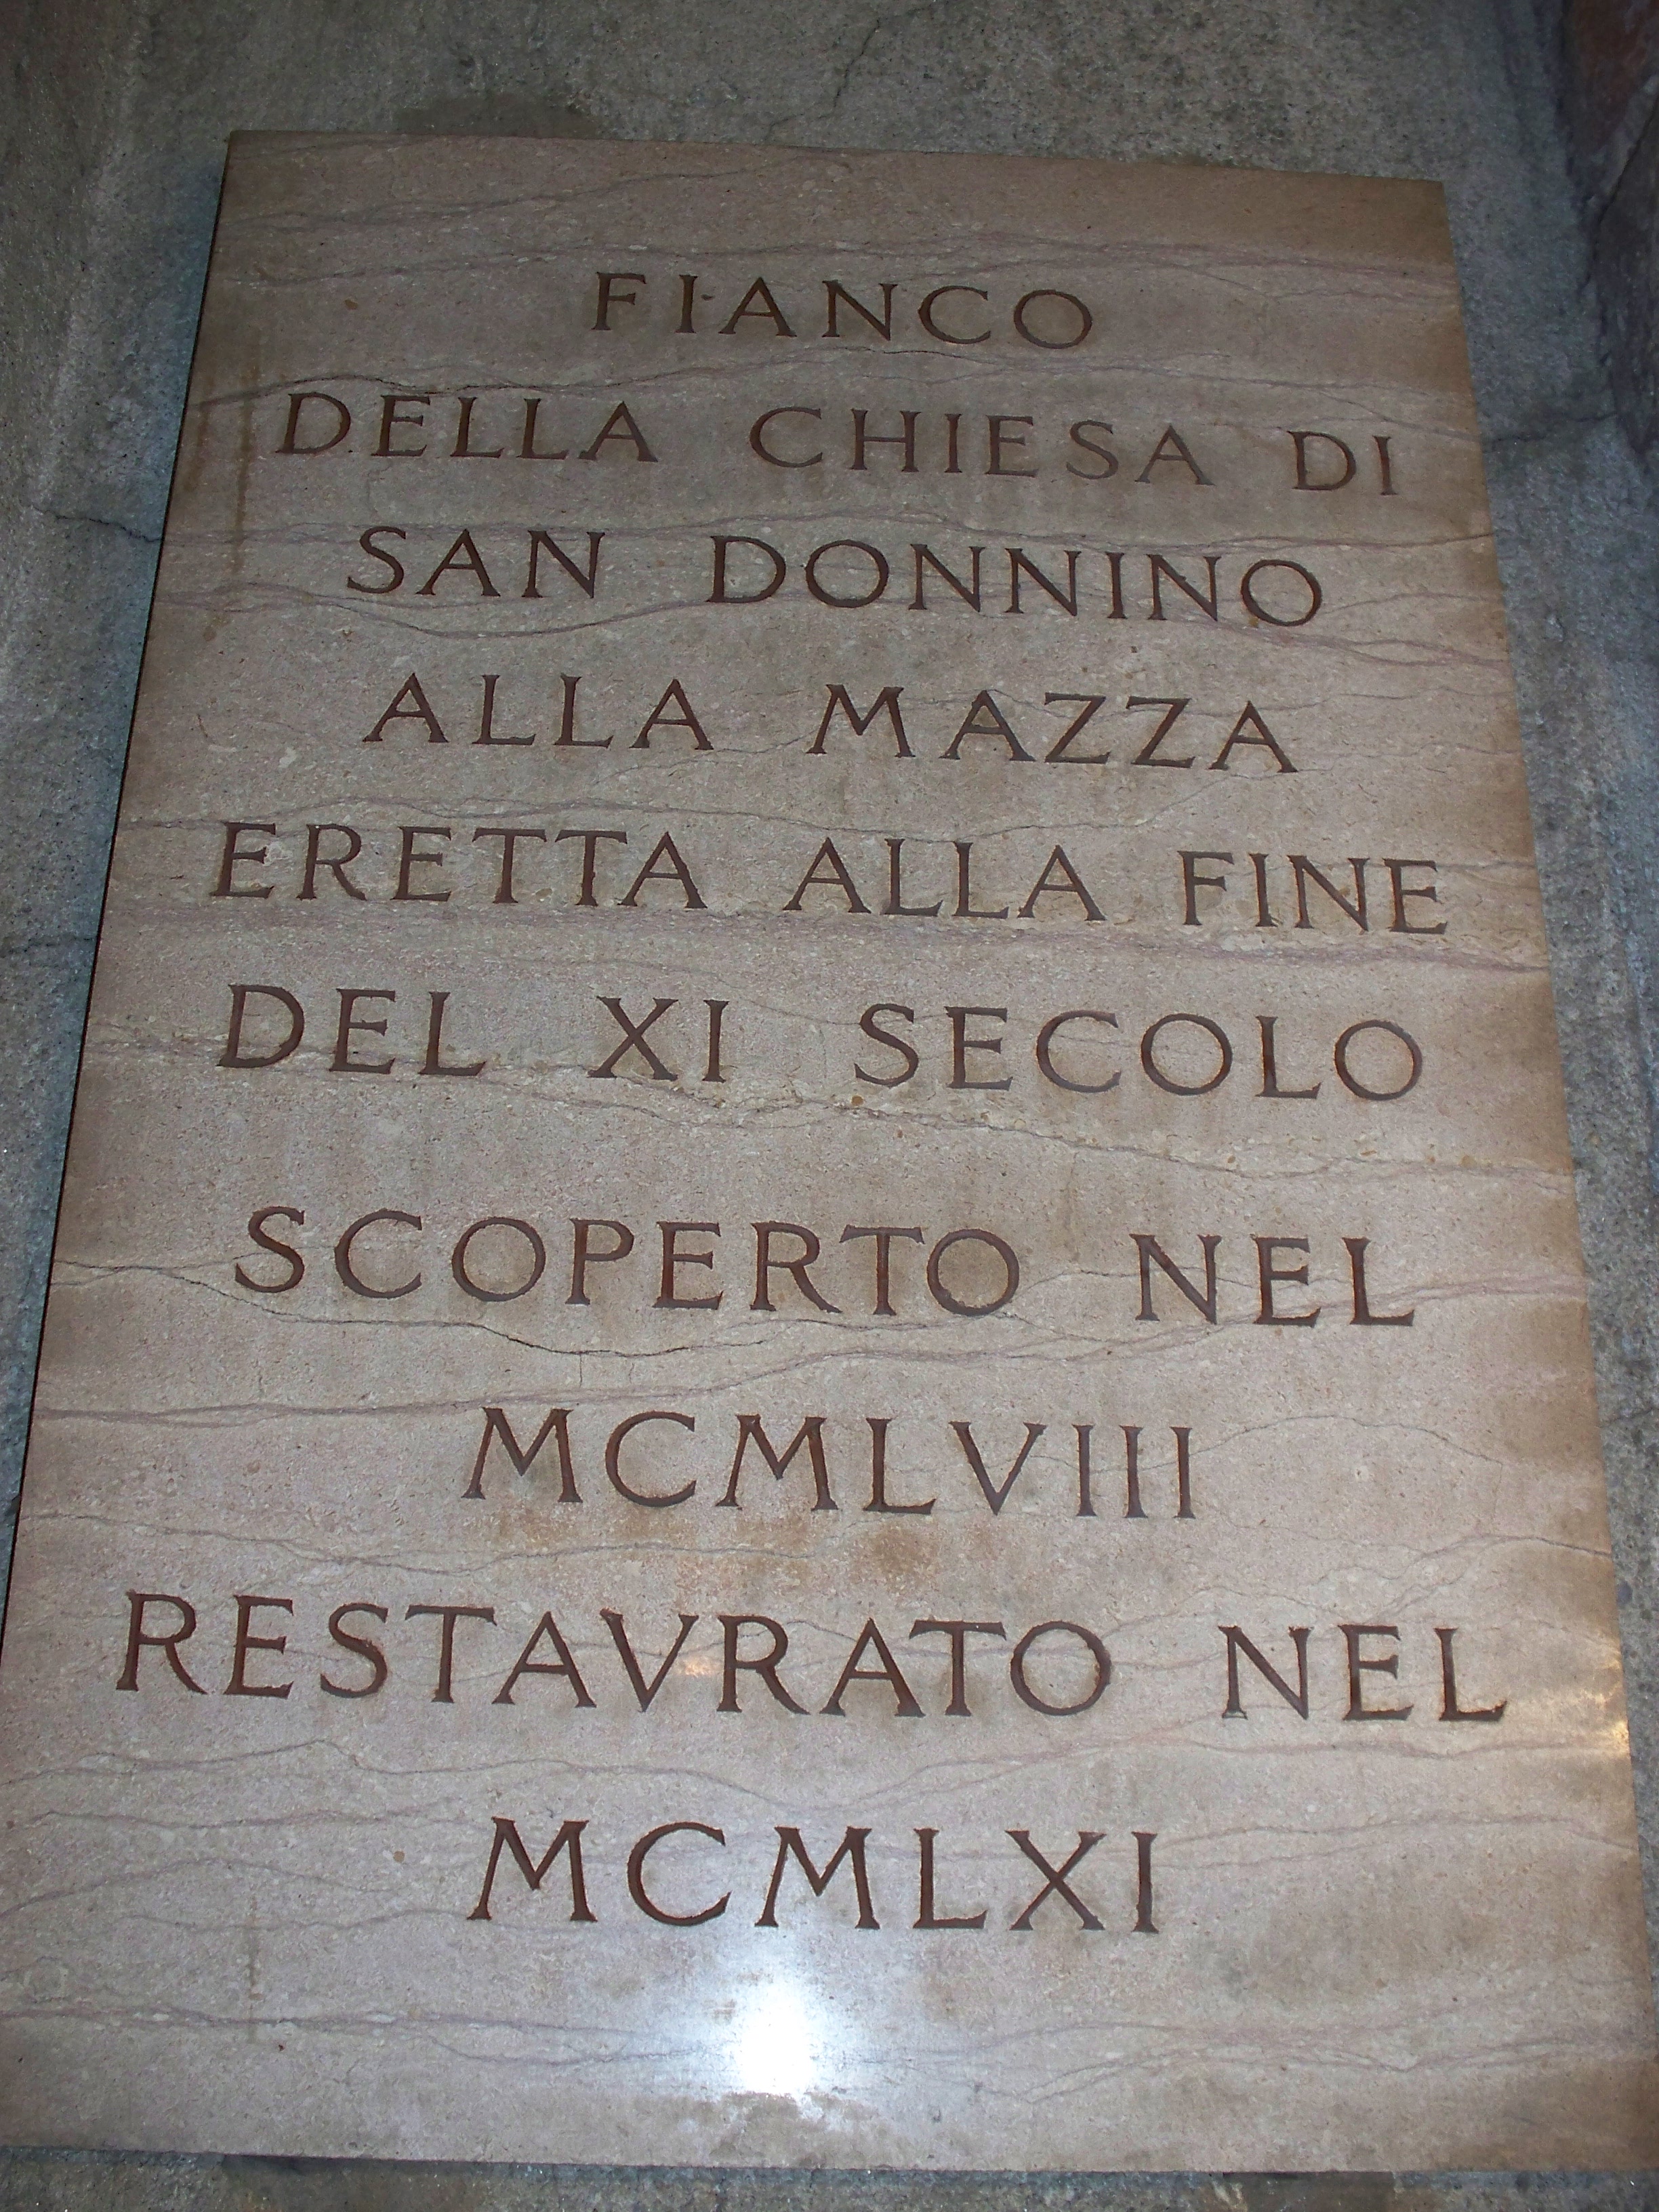 FIANCO
DELLA CHIESA DI
SAN DONNINO
ALLA MAZZA
ERETTA ALLA FINE
DEL XI SECOLO
SCOPERTO NEL
MCMLVIII
RESTAVRATO NEL
MCMLXI